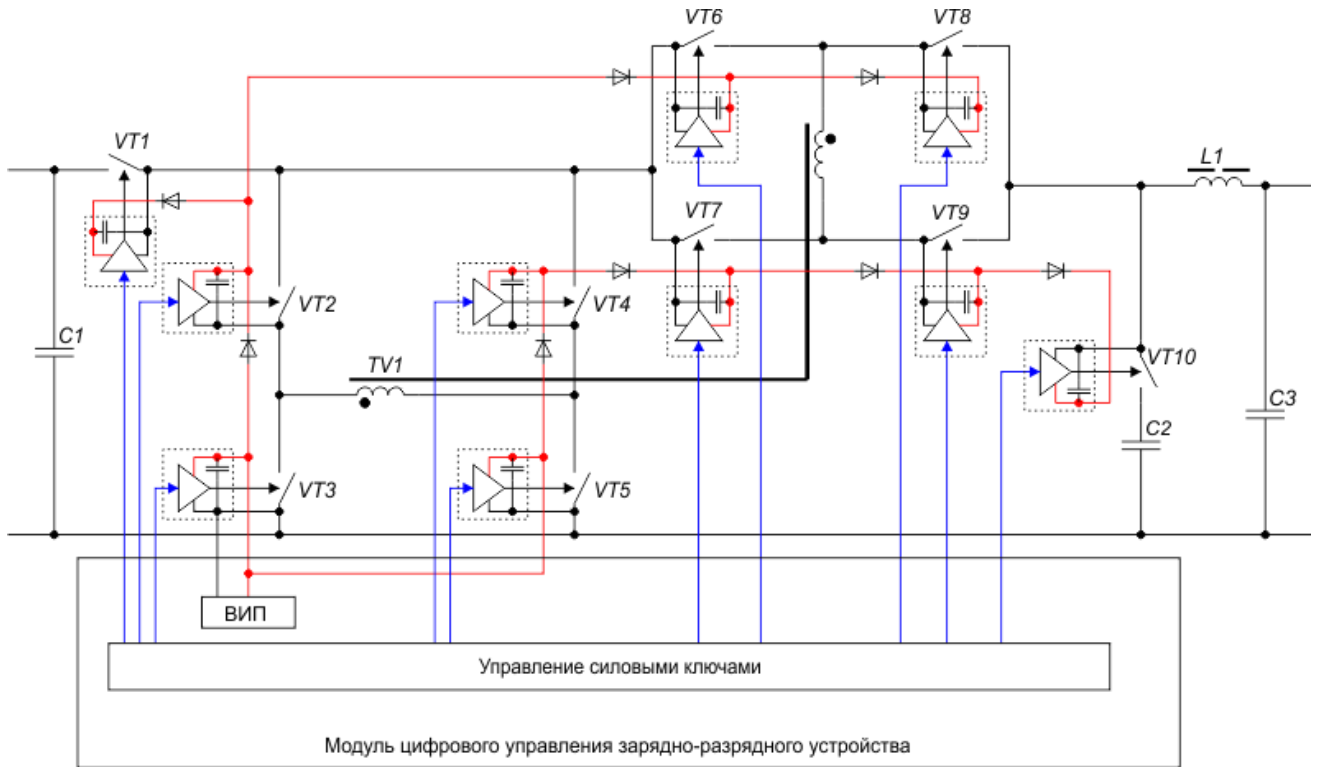 VT6
VT8
VT1
L1
VT7
VT9
VT2
VT4
TV1
C1
VT10
C3
C2
VT3
VT5
ВИП
Управление силовыми ключами
Модуль цифрового управления зарядно-разрядного устройства